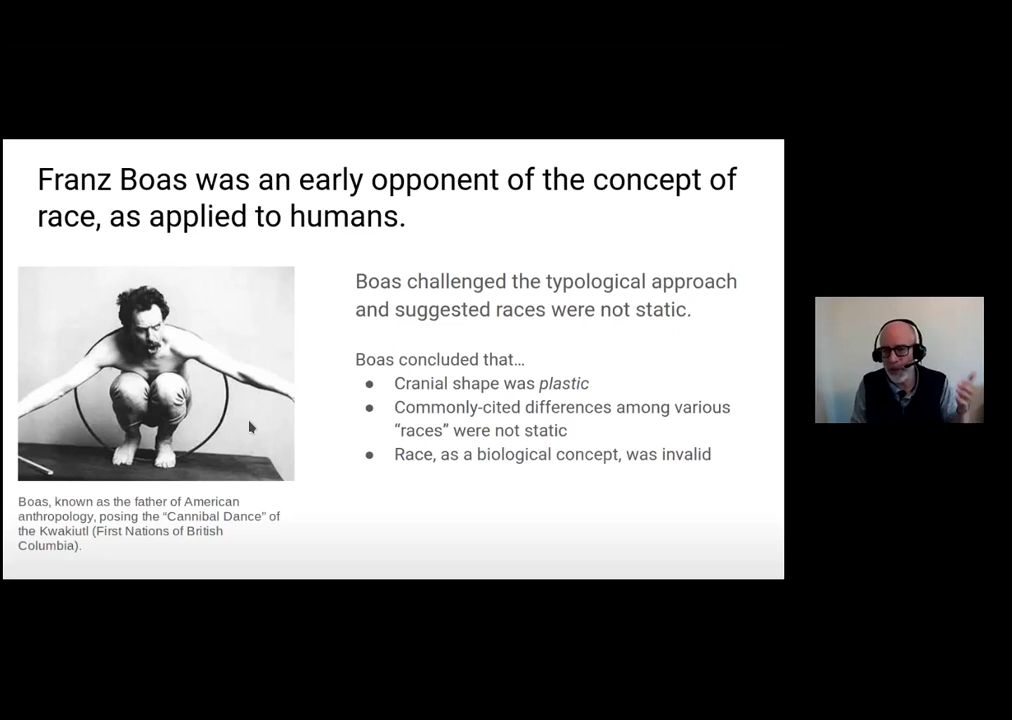 Franz Boas was an early opponent of the concept of
race, as applied to humans.
Boas challenged the typological approach
and suggested races were not static.
Boas concluded that…
● Cranial shape was plastic
● Commonly-cited differences among various
“races” were not static
● Race, as a biological concept, was invalid
Boas, known as the father of American
anthropology, posing the “Cannibal Dance” of
the Kwakiutl (First Nations of British
Columbia).